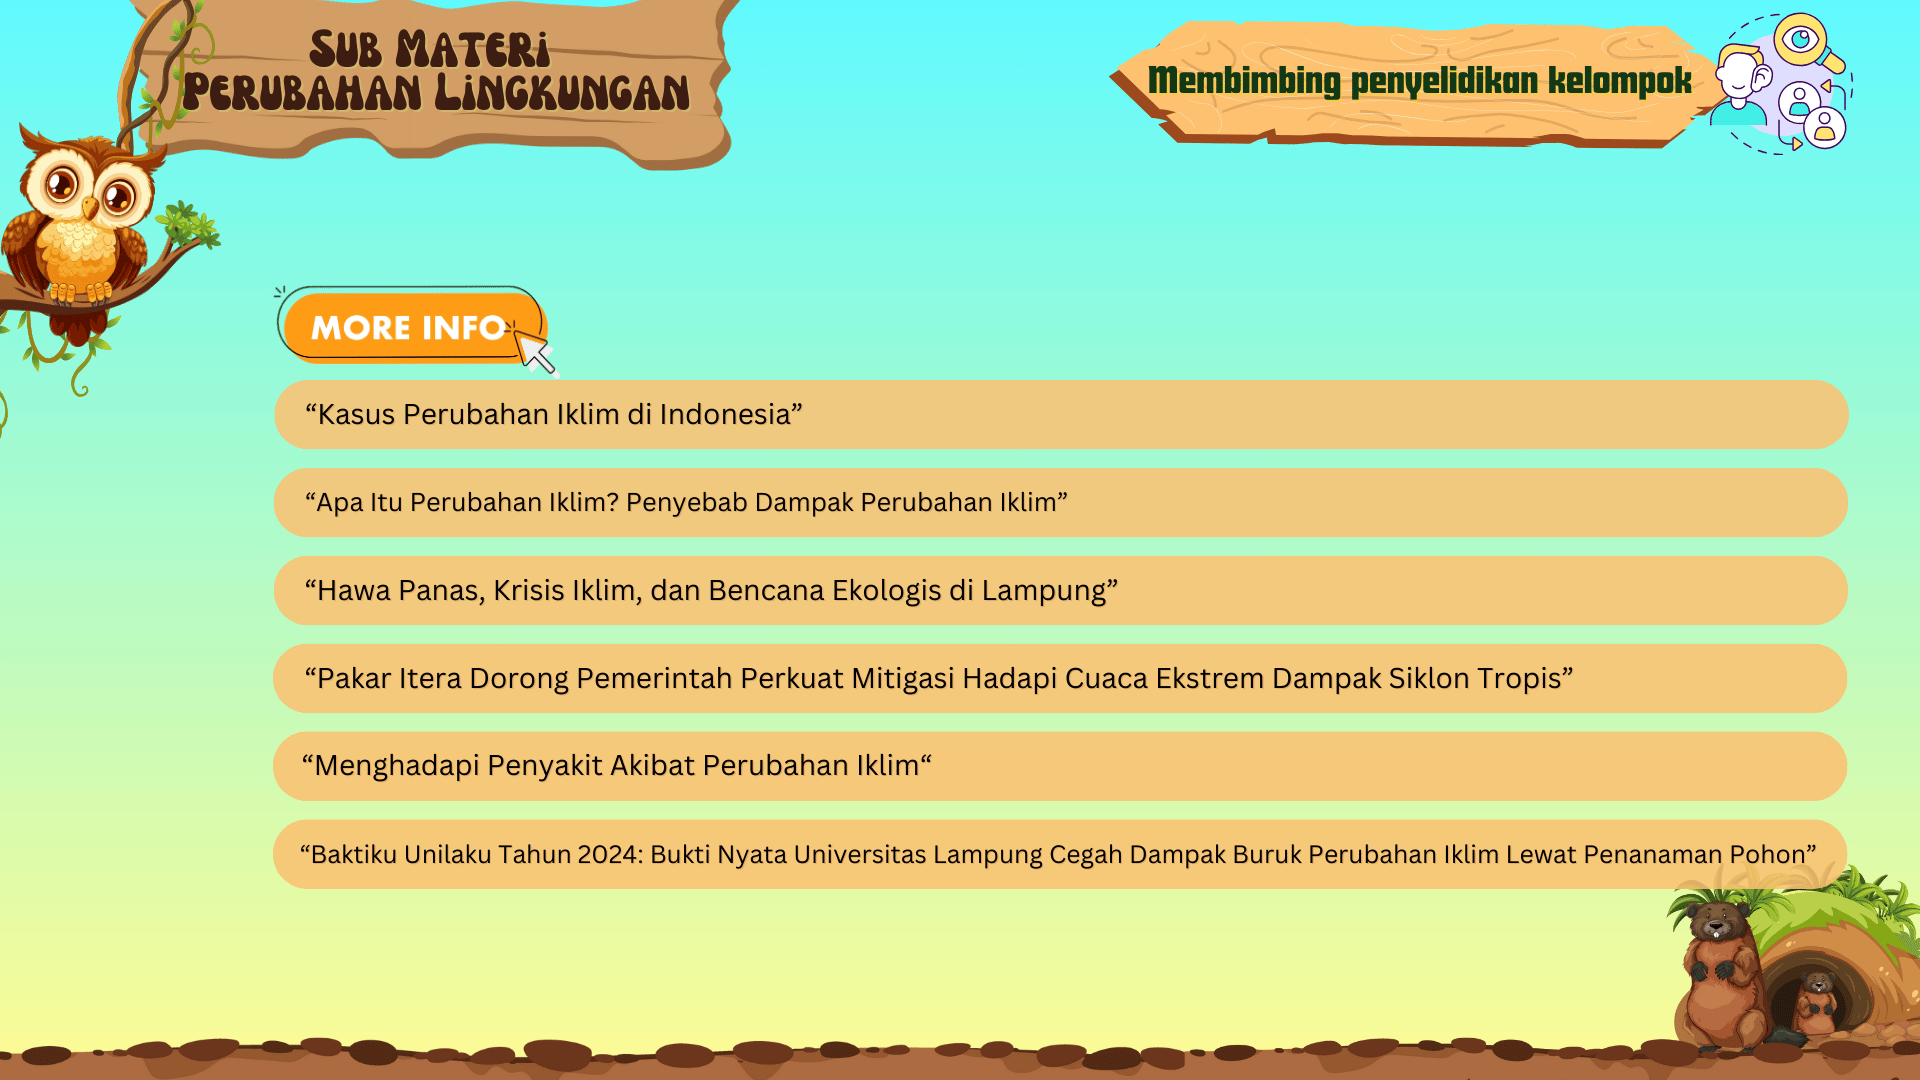 SUB MATERI
PERUBAHAN LINGKUNGAN
Membimbing penyelidikan kelompok
MORE INFO
“Kasus Perubahan Iklim di Indonesia”
“Apa Itu Perubahan Iklim? Penyebab Dampak Perubahan Iklim”
“Hawa Panas, Krisis Iklim, dan Bencana Ekologis di Lampung”
“Pakar Itera Dorong Pemerintah Perkuat Mitigasi Hadapi Cuaca Ekstrem Dampak Siklon Tropis”
“Menghadapi Penyakit Akibat Perubahan Iklim“
“Baktiku Unilaku Tahun 2024: Bukti Nyata Universitas Lampung Cegah Dampak Buruk Perubahan Iklim Lewat Penanaman Pohon”